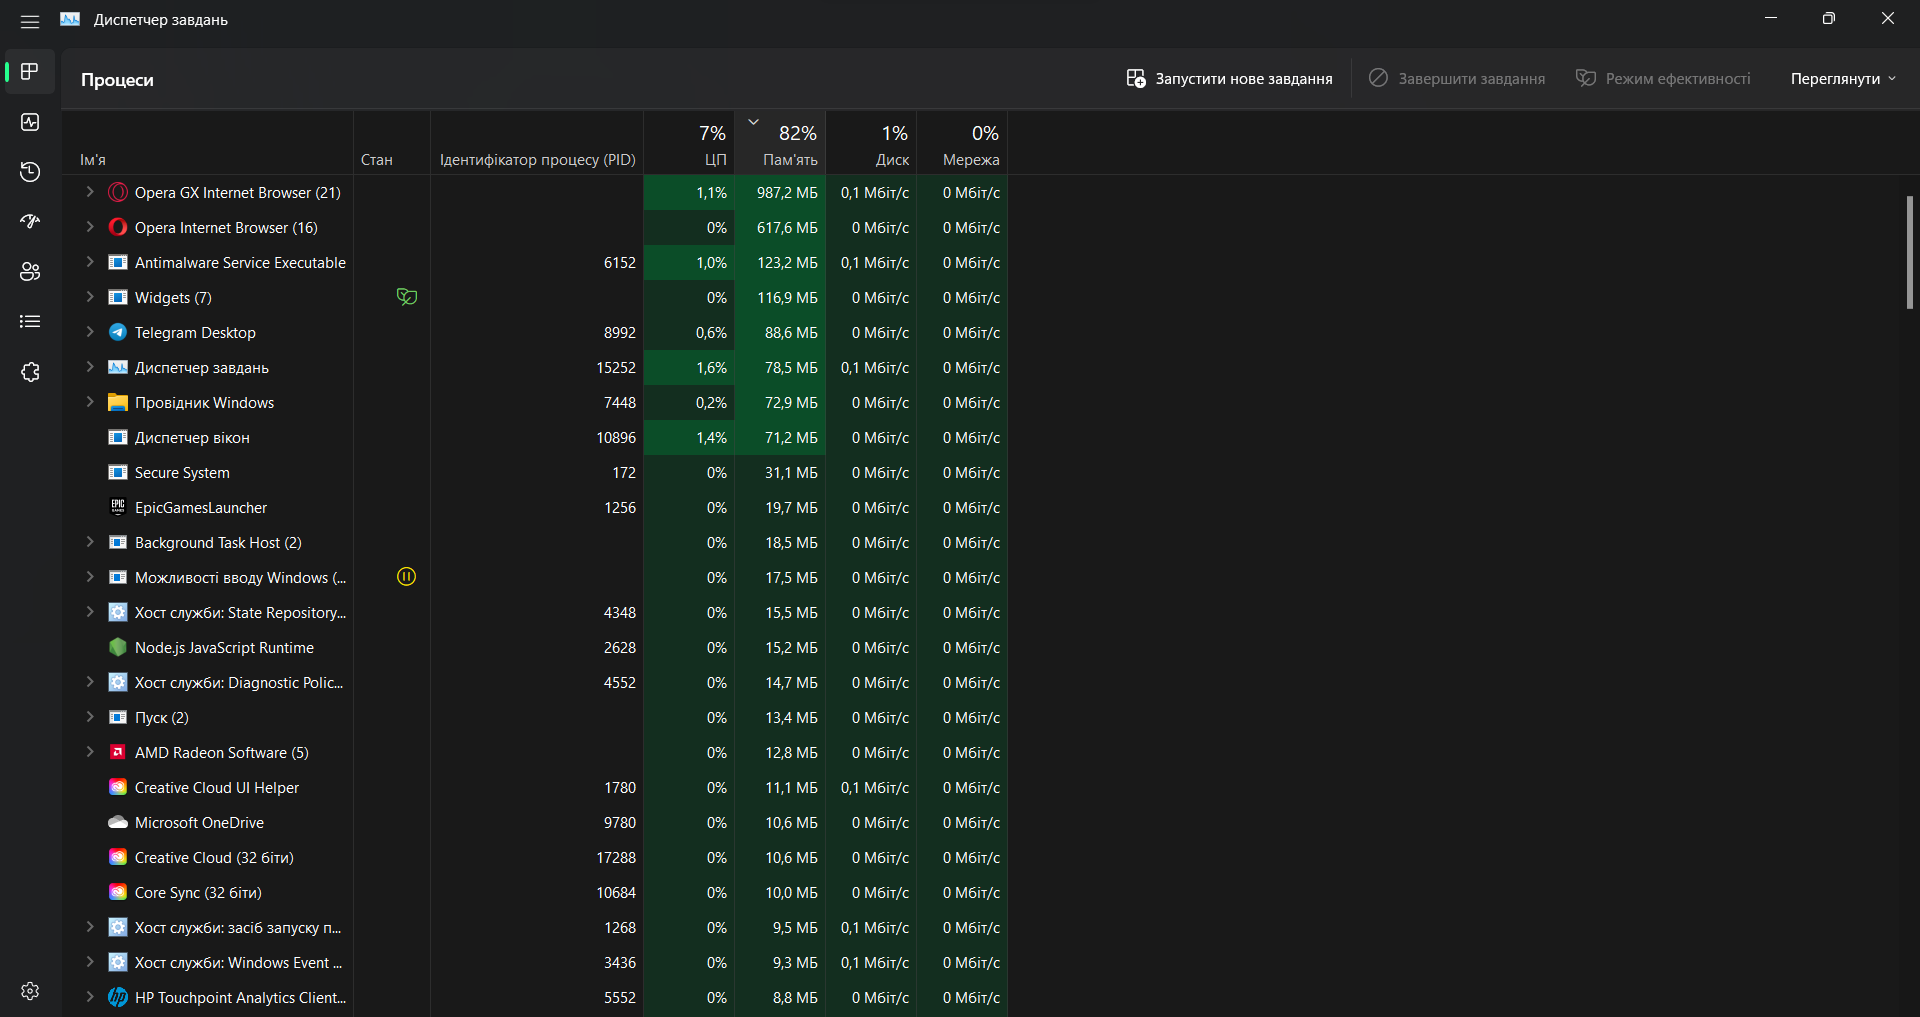 Диспетчер завдань
Процеси
Запустити нове завдання
Завершити завдання
Режим ефективності
Переглянути
7% 82% 1% 0%
Ім'я Стан Ідентифікатор процесу (PID) ЦП Пам'ять Диск Мережа
Opera GX Internet Browser (21) 1,1% 987,2 МБ 0,1 Мбіт/с 0 Мбіт/с
Opera Internet Browser (16) 0% 617,6 МБ 0 Мбіт/с 0 Мбіт/с
Antimalware Service Executable 6152 1,0% 123,2 МБ 0,1 Мбіт/с 0 Мбіт/с
Widgets (7) 0% 116,9 МБ 0 Мбіт/с 0 Мбіт/с
Telegram Desktop 8992 0,6% 88,6 МБ 0 Мбіт/с 0 Мбіт/с
Диспетчер завдань 15252 1,6% 78,5 МБ 0,1 Мбіт/с 0 Мбіт/с
Провідник Windows 7448 0,2% 72,9 МБ 0 Мбіт/с 0 Мбіт/с
Диспетчер вікон 10896 1,4% 71,2 МБ 0 Мбіт/с 0 Мбіт/с
Secure System 172 0% 31,1 МБ 0 Мбіт/с 0 Мбіт/с
EpicGamesLauncher 1256 0% 19,7 МБ 0 Мбіт/с 0 Мбіт/с
Background Task Host (2) 0% 18,5 МБ 0 Мбіт/с 0 Мбіт/с
Можливості вводу Windows (... 0% 17,5 МБ 0 Мбіт/с 0 Мбіт/с
Хост служби: State Repository... 4348 0% 15,5 МБ 0 Мбіт/с 0 Мбіт/с
Node.js JavaScript Runtime 2628 0% 15,2 МБ 0 Мбіт/с 0 Мбіт/с
Хост служби: Diagnostic Polic... 4552 0% 14,7 МБ 0 Мбіт/с 0 Мбіт/с
Пуск (2) 0% 13,4 МБ 0 Мбіт/с 0 Мбіт/с
AMD Radeon Software (5) 0% 12,8 МБ 0 Мбіт/с 0 Мбіт/с
Creative Cloud UI Helper 1780 0% 11,1 МБ 0,1 Мбіт/с 0 Мбіт/с
Microsoft OneDrive 9780 0% 10,6 МБ 0 Мбіт/с 0 Мбіт/с
Creative Cloud (32 біти) 17288 0% 10,6 МБ 0 Мбіт/с 0 Мбіт/с
Core Sync (32 біти) 10684 0% 10,0 МБ 0 Мбіт/с 0 Мбіт/с
Хост служби: засіб запуску п... 1268 0% 9,5 МБ 0,1 Мбіт/с 0 Мбіт/с
Хост служби: Windows Event ... 3436 0% 9,3 МБ 0,1 Мбіт/с 0 Мбіт/с
HP Touchpoint Analytics Client... 5552 0% 8,8 МБ 0 Мбіт/с 0 Мбіт/с